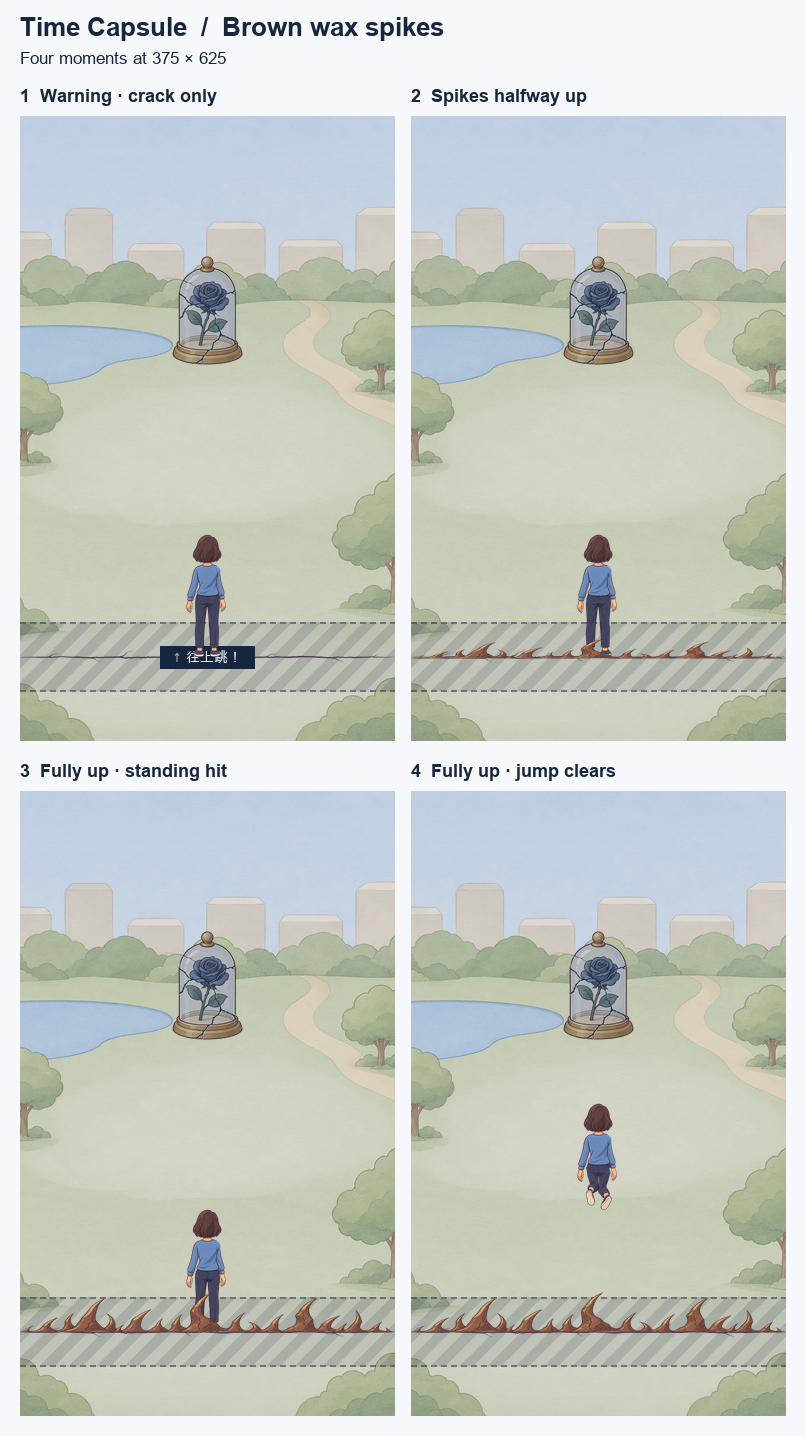 Time Capsule / Brown wax spikes
Four moments at 375 × 625
1 Warning · crack only
2 Spikes halfway up
↑ 往上跳！
3 Fully up · standing hit
4 Fully up · jump clears